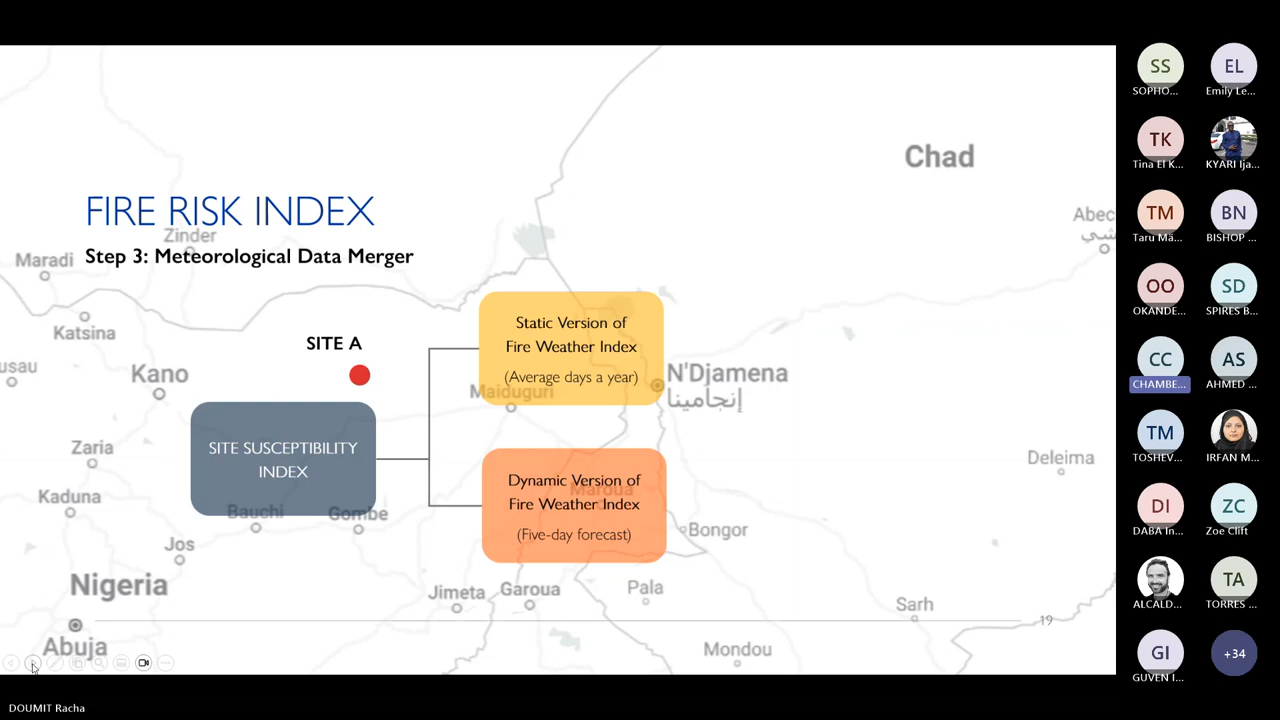 Chad
FIRE RISK INDEX
Zinder
Step 3: Meteorological Data Merger
Maradi
Abec
شي
Katsina
usau
SITE A
Kano
Static Version of
Fire Weather Index
(Average days a year)
Maiduguri
N'Djamena
إنجامينا
SITE SUSCEPTIBILITY
INDEX
Zaria
Kaduna
Bauchi
Gombe
Jos
Deleima
Dynamic Version of
Fire Weather Index
Maroua
(Five-day forecast)
Bongor
Nigeria
Jimeta
Garoua
Pala
Sarh
19
Abuja
Mondou
SS
SOPHO...
EL
Emily Le...
TK
Tina El K...
KYARI Ija...
TM
Taru Mä...
BN
BISHOP ...
OO
OKANDE...
SD
SPIRES B...
CC
CHAMBE...
AS
AHMED ...
TM
TOSHEV...
IRFAN M...
DI
DABA In...
ZC
Zoe Clift
ALCALD...
TA
TORRES ...
GI
GUVEN I...
+34
DOUMIT Racha